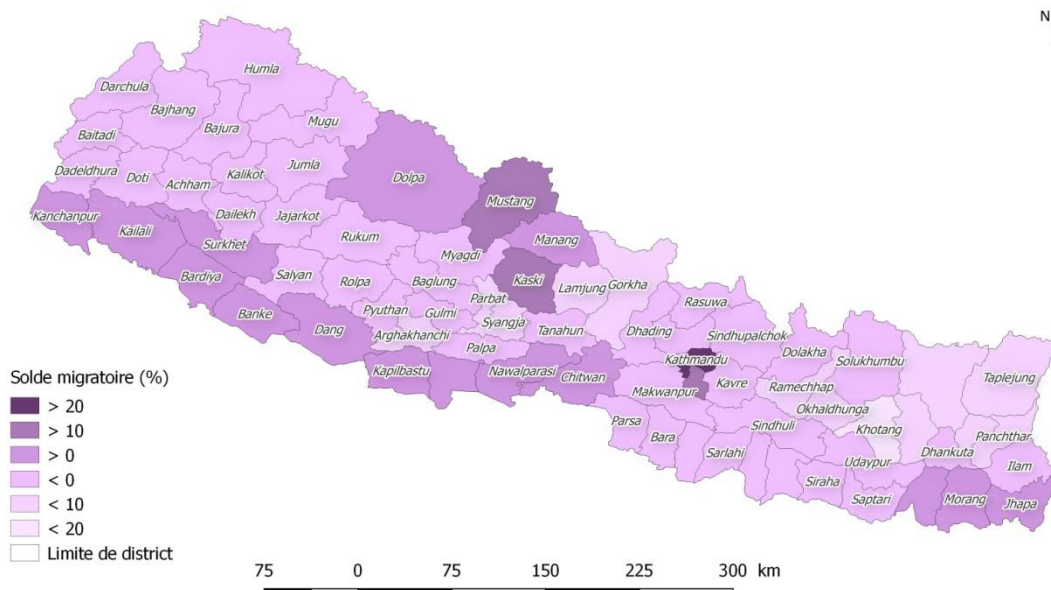 N
Humla
Darchula
Bajhang
Mugu
Bajura
Baitadi
Jumla
Dadeldhura
Doti
Kalikot
Dolpa
Achham
Mustang
Kanchanpur
Dailekh
Jajarkot
Kailali
Rukum
Manang
Surkhet
Myagdi
Bardiya
Salyan
Rolpa
Baglung
Kaski
Lamjung
Gorkha
Parbat
Rasuwa
Banke
Pyuthan
Gulmi
Syangja
Dang
Arghakhanchi
Tanahun
Dhading
Sindhupalchok
Palpa
Dolakha
Solukhumbu
Kathmandu
Kapilbastu
Nawalparasi
Chitwan
Taplejung
Makwanpur
Kavre
Ramechhap
Okhaldhunga
Parsa
Sindhuli
Khotang
Panchthar
Bara
Sarlahi
Dhankuta
Udaypur
Ilam
Siraha
Saptari
Morang
Jhapa
Solde migratoire (%)
> 20
> 10
> 0
< 0
< 10
< 20
Limite de district
75 0 75 150 225 300 km